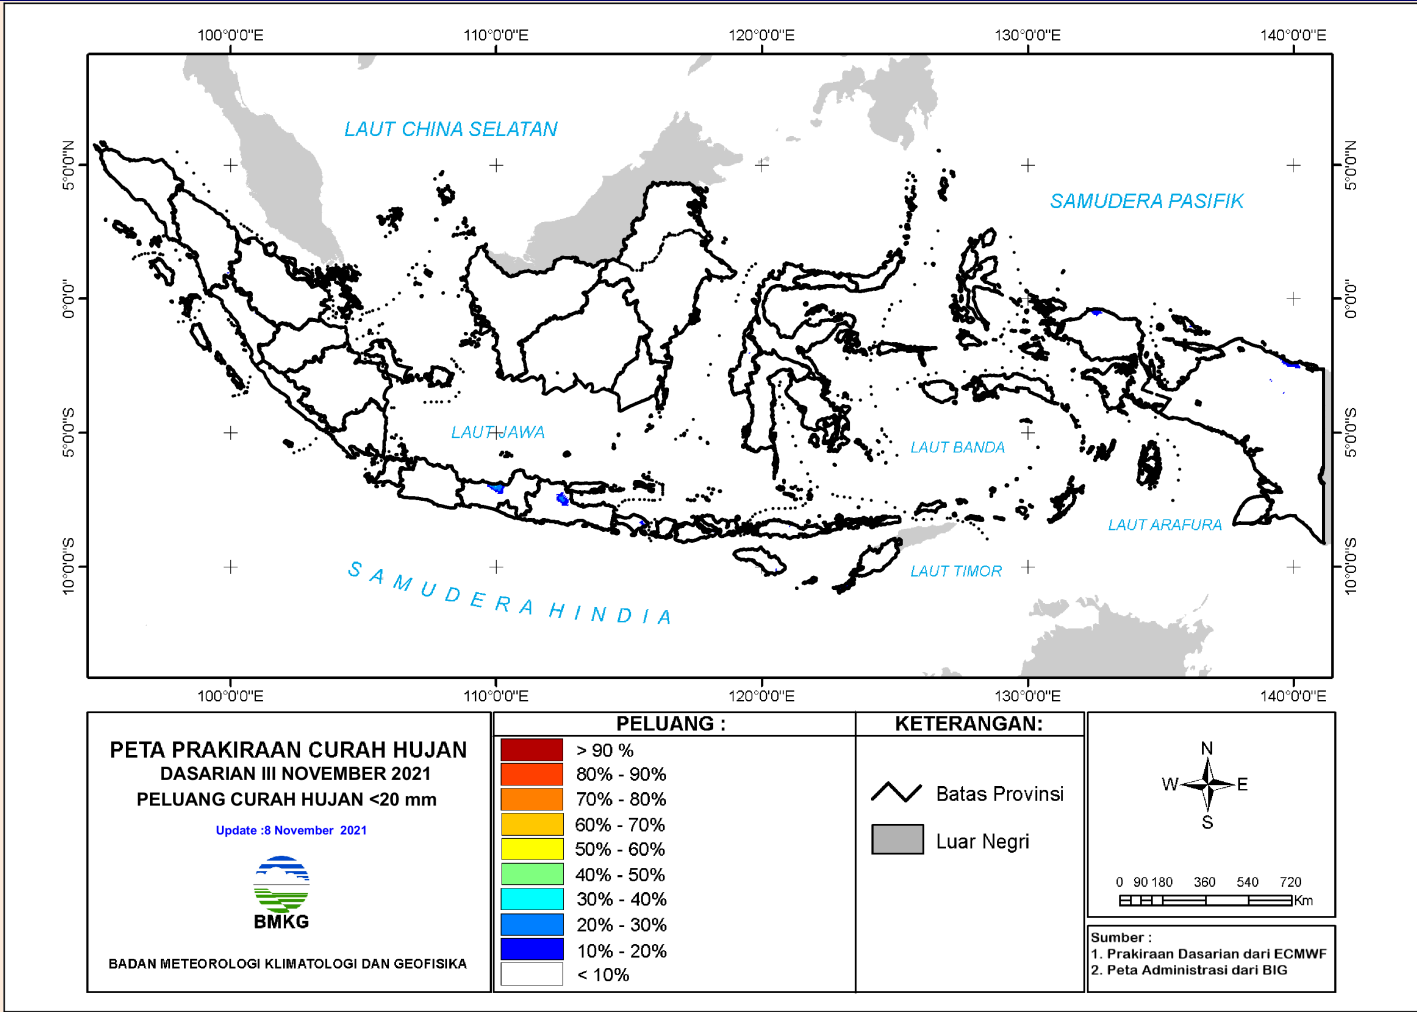 100°0'0"E 110°0'0"E 120°0'0"E 130°0'0"E 140°0'0"E
LAUT CHINA SELATAN
5°0'0"N 5°0'0"N
SAMUDERA PASIFIK
0°0'0" 0°0'0"
LAUT JAWA
5°0'0"S 5°0'0"S
LAUT BANDA
LAUT ARAFURA
10°0'0"S 10°0'0"S
LAUT TIMOR
SAMUDERA HINDIA
100°0'0"E 110°0'0"E 120°0'0"E 130°0'0"E 140°0'0"E
PETA PRAKIRAAN CURAH HUJAN
DASARIAN III NOVEMBER 2021
PELUANG CURAH HUJAN <20 mm
Update :8 November 2021
BMKG
BADAN METEOROLOGI KLIMATOLOGI DAN GEOFISIKA
PELUANG :
> 90 %
80% - 90%
70% - 80%
60% - 70%
50% - 60%
40% - 50%
30% - 40%
20% - 30%
10% - 20%
< 10%
KETERANGAN:
Batas Provinsi
Luar Negri
N
W E
S
0 90 180 360 540 720
Km
Sumber :
1. Prakiraan Dasarian dari ECMWF
2. Peta Administrasi dari BIG